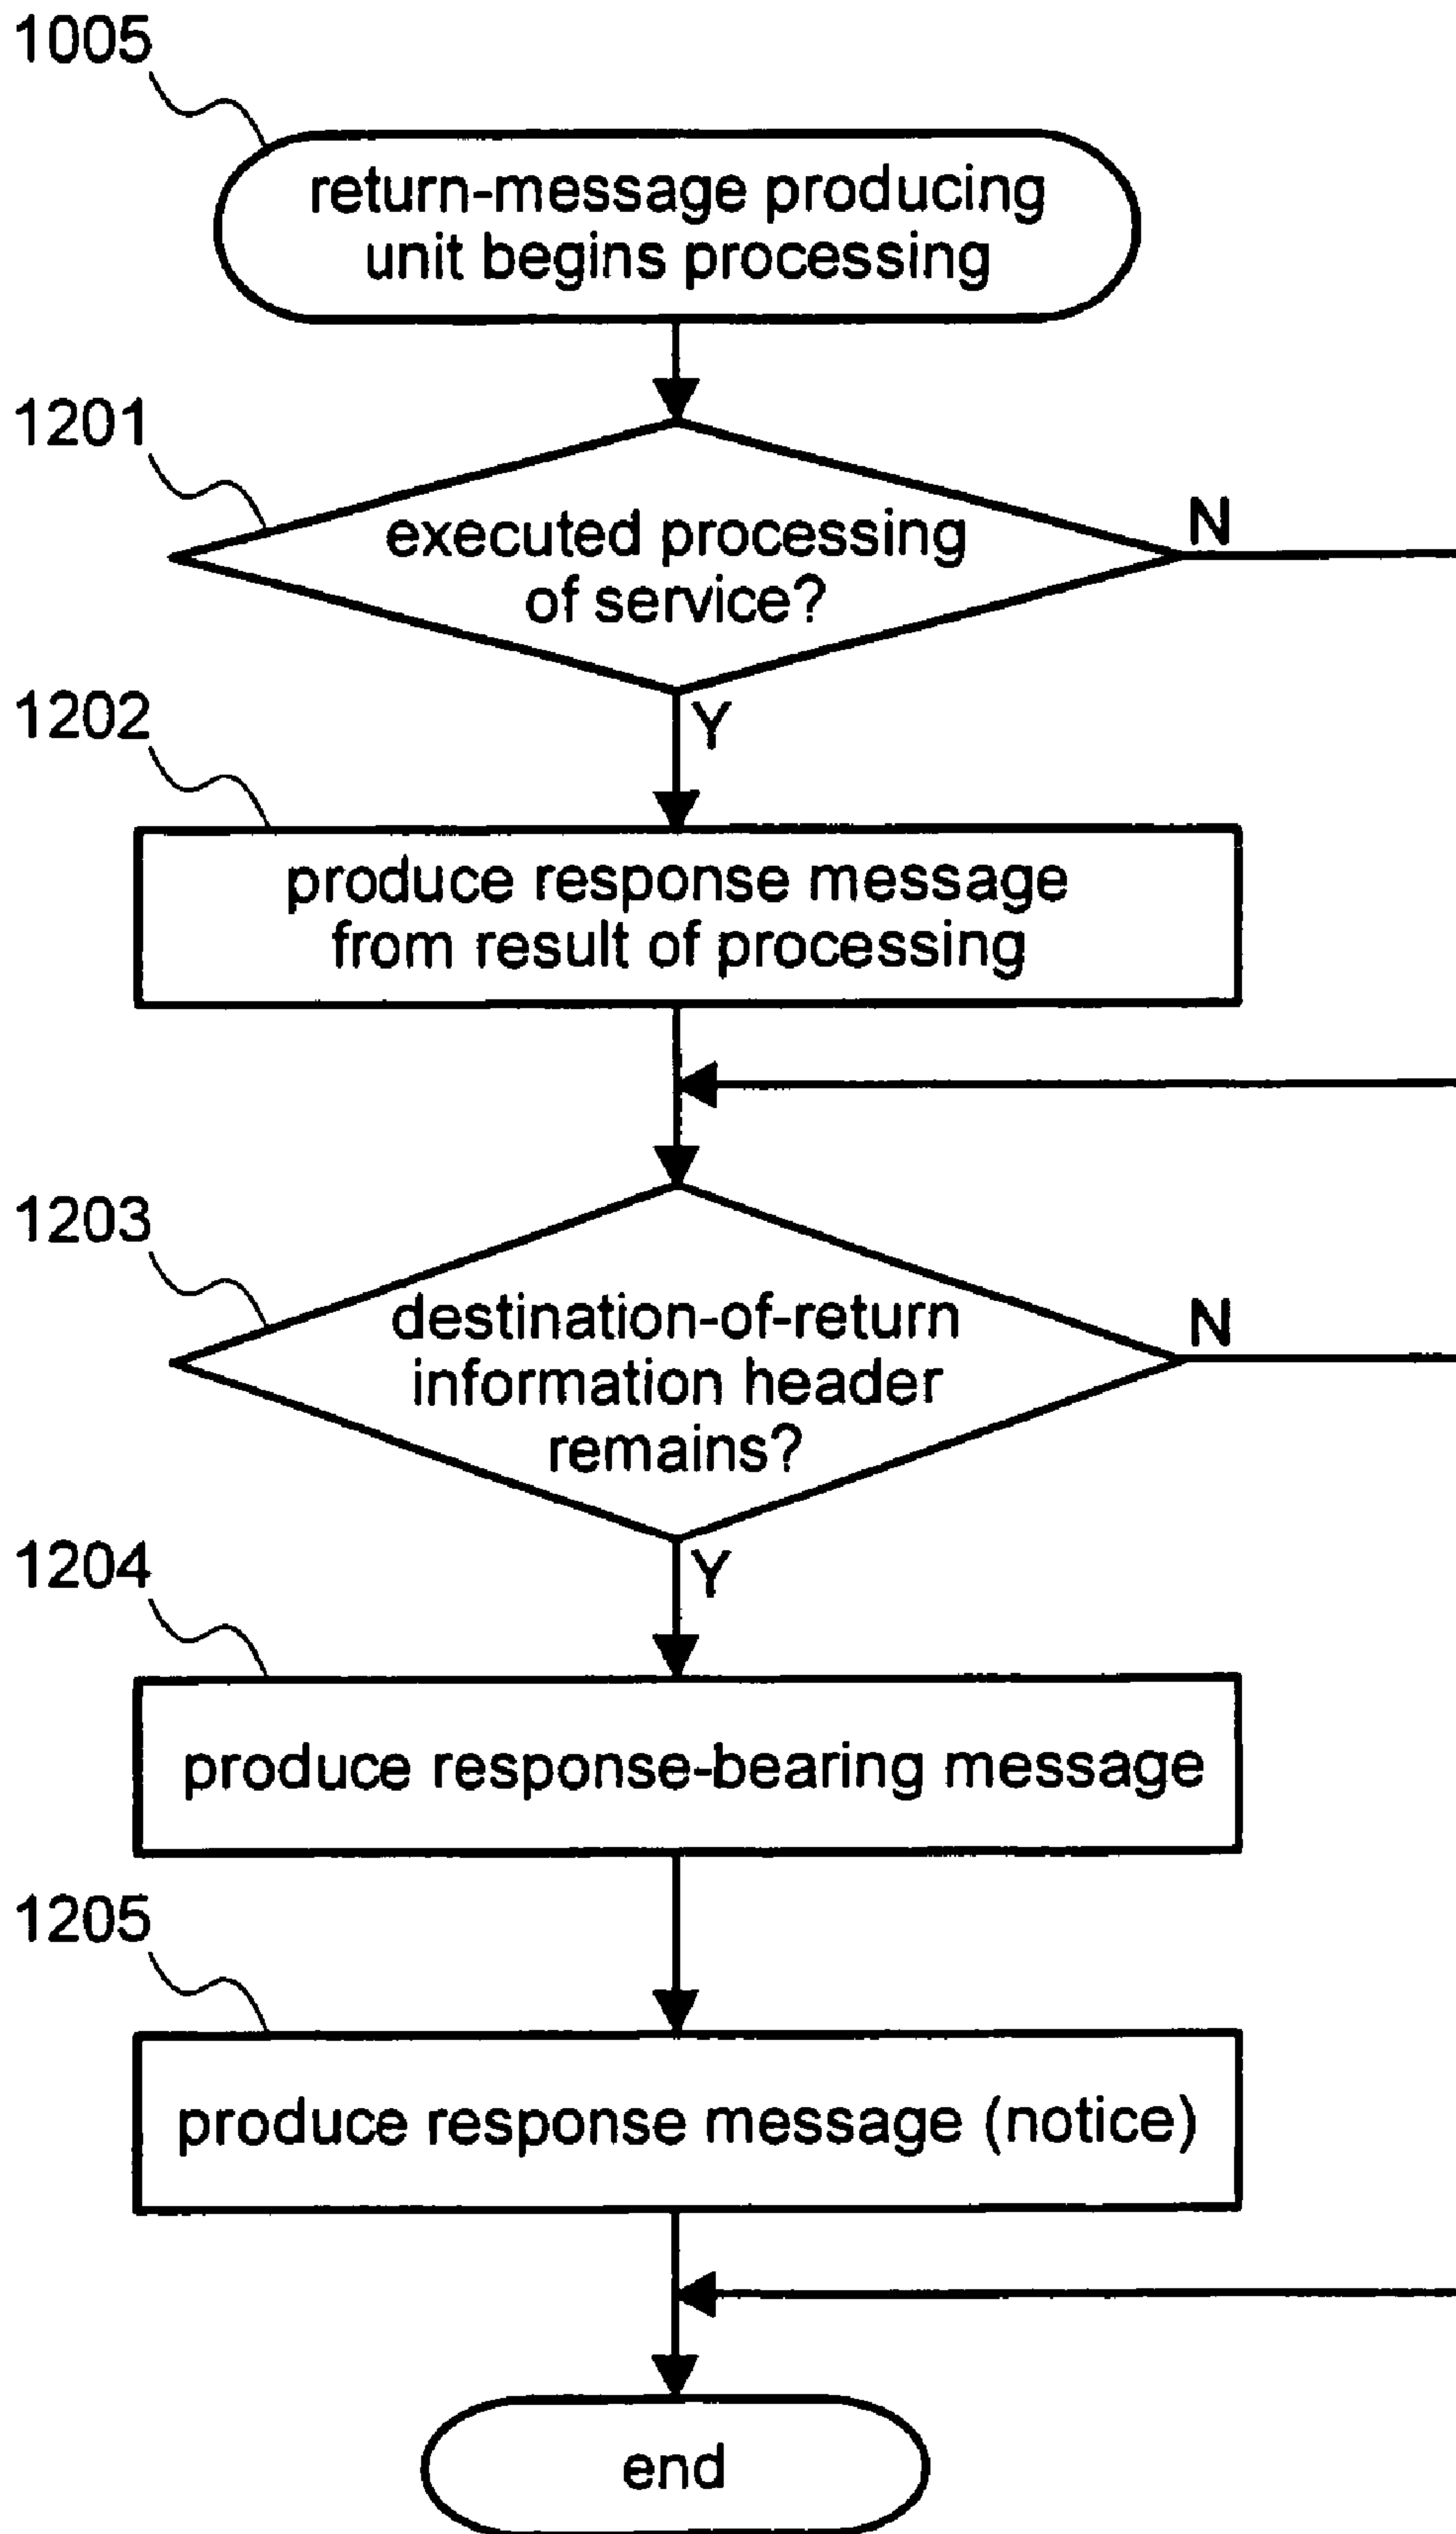 1005
return-message producing
unit begins processing
1201
executed processing
of service?
N
Y
1202
produce response message
from result of processing
1203
destination-of-return
information header
remains?
N
Y
1204
produce response-bearing message
1205
produce response message (notice)
end